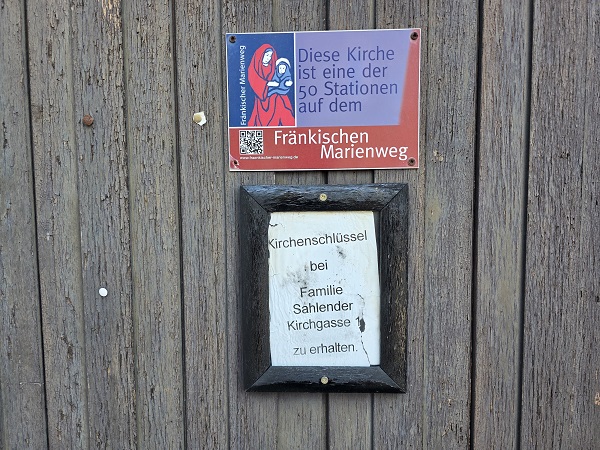 Fränkischer Marienweg
Diese Kirche
ist eine der
50 Stationen
auf dem
Fränkischen
Marienweg
www.fraenkischer-marienweg.de
Kirchenschlüssel
bei
Familie
Sahlender
Kirchgasse 1
zu erhalten.